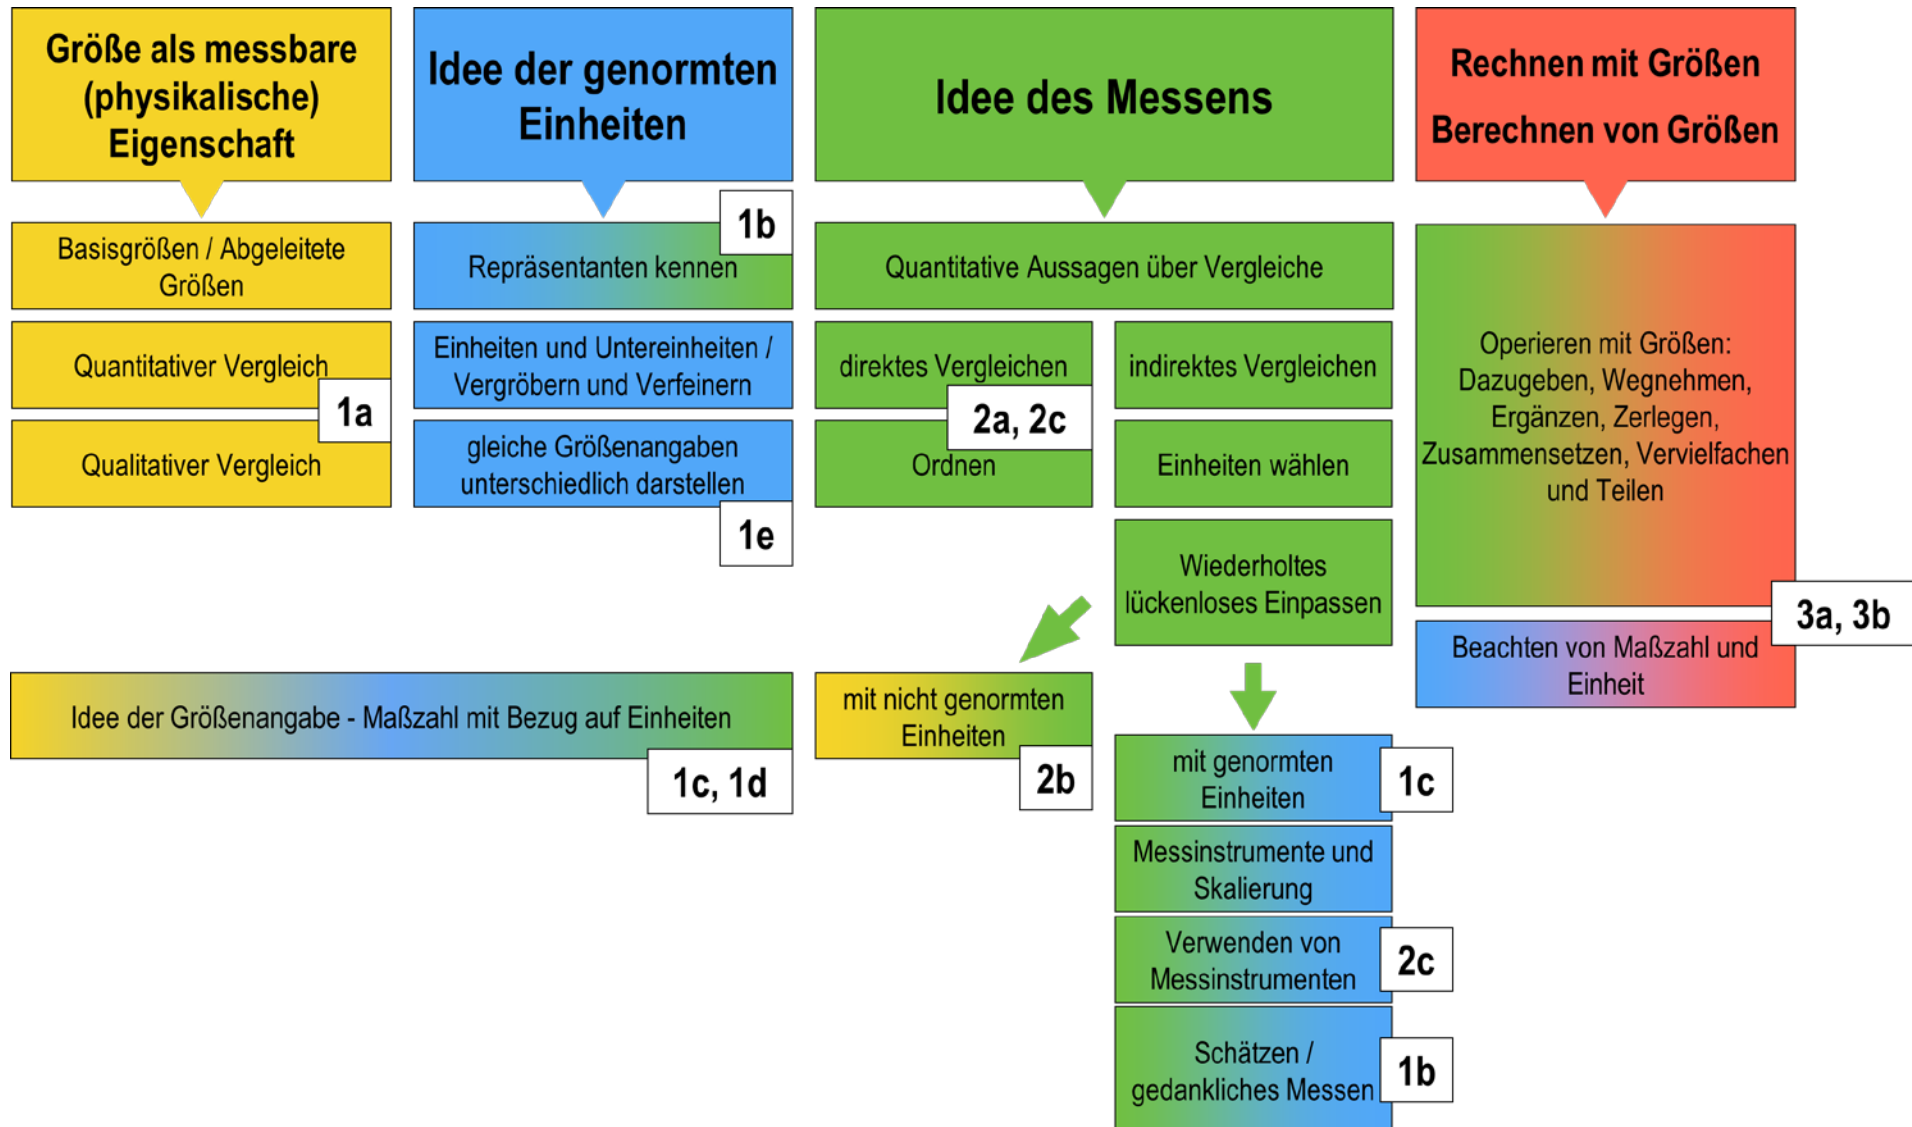 Größe als messbare
(physikalische)
Eigenschaft
Basisgrößen / Abgeleitete
Größen
Quantitativer Vergleich
1a
Qualitativer Vergleich
Idee der genormten
Einheiten
1b
Repräsentanten kennen
Einheiten und Untereinheiten /
Vergröbern und Verfeinern
gleiche Größenangaben
unterschiedlich darstellen
1e
Idee der Größenangabe - Maßzahl mit Bezug auf Einheiten
1c, 1d
Idee des Messens
Quantitative Aussagen über Vergleiche
direktes Vergleichen
2a, 2c
Ordnen
indirektes Vergleichen
Einheiten wählen
Wiederholtes
lückenloses Einpassen
mit nicht genormten
Einheiten
2b
mit genormten
Einheiten
1c
Messinstrumente und
Skalierung
Verwenden von
Messinstrumenten
2c
Schätzen /
gedankliches Messen
1b
Rechnen mit Größen
Berechnen von Größen
Operieren mit Größen:
Dazugeben, Wegnehmen,
Ergänzen, Zerlegen,
Zusammensetzen, Vervielfachen
und Teilen
3a, 3b
Beachten von Maßzahl und
Einheit